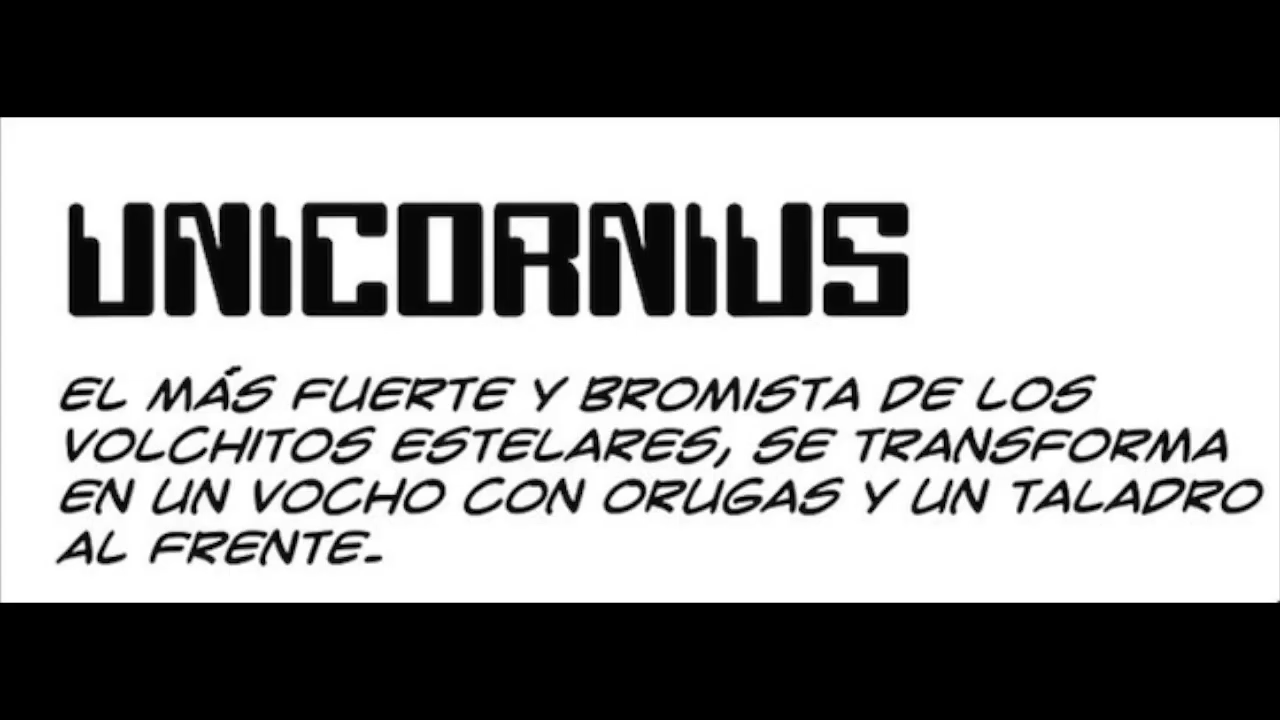 UNICORNIUS
EL MÁS FUERTE Y BROMISTA DE LOS
VOLCHITOS ESTELARES, SE TRANSFORMA
EN UN VOCHO CON ORUGAS Y UN TALADRO
AL FRENTE.